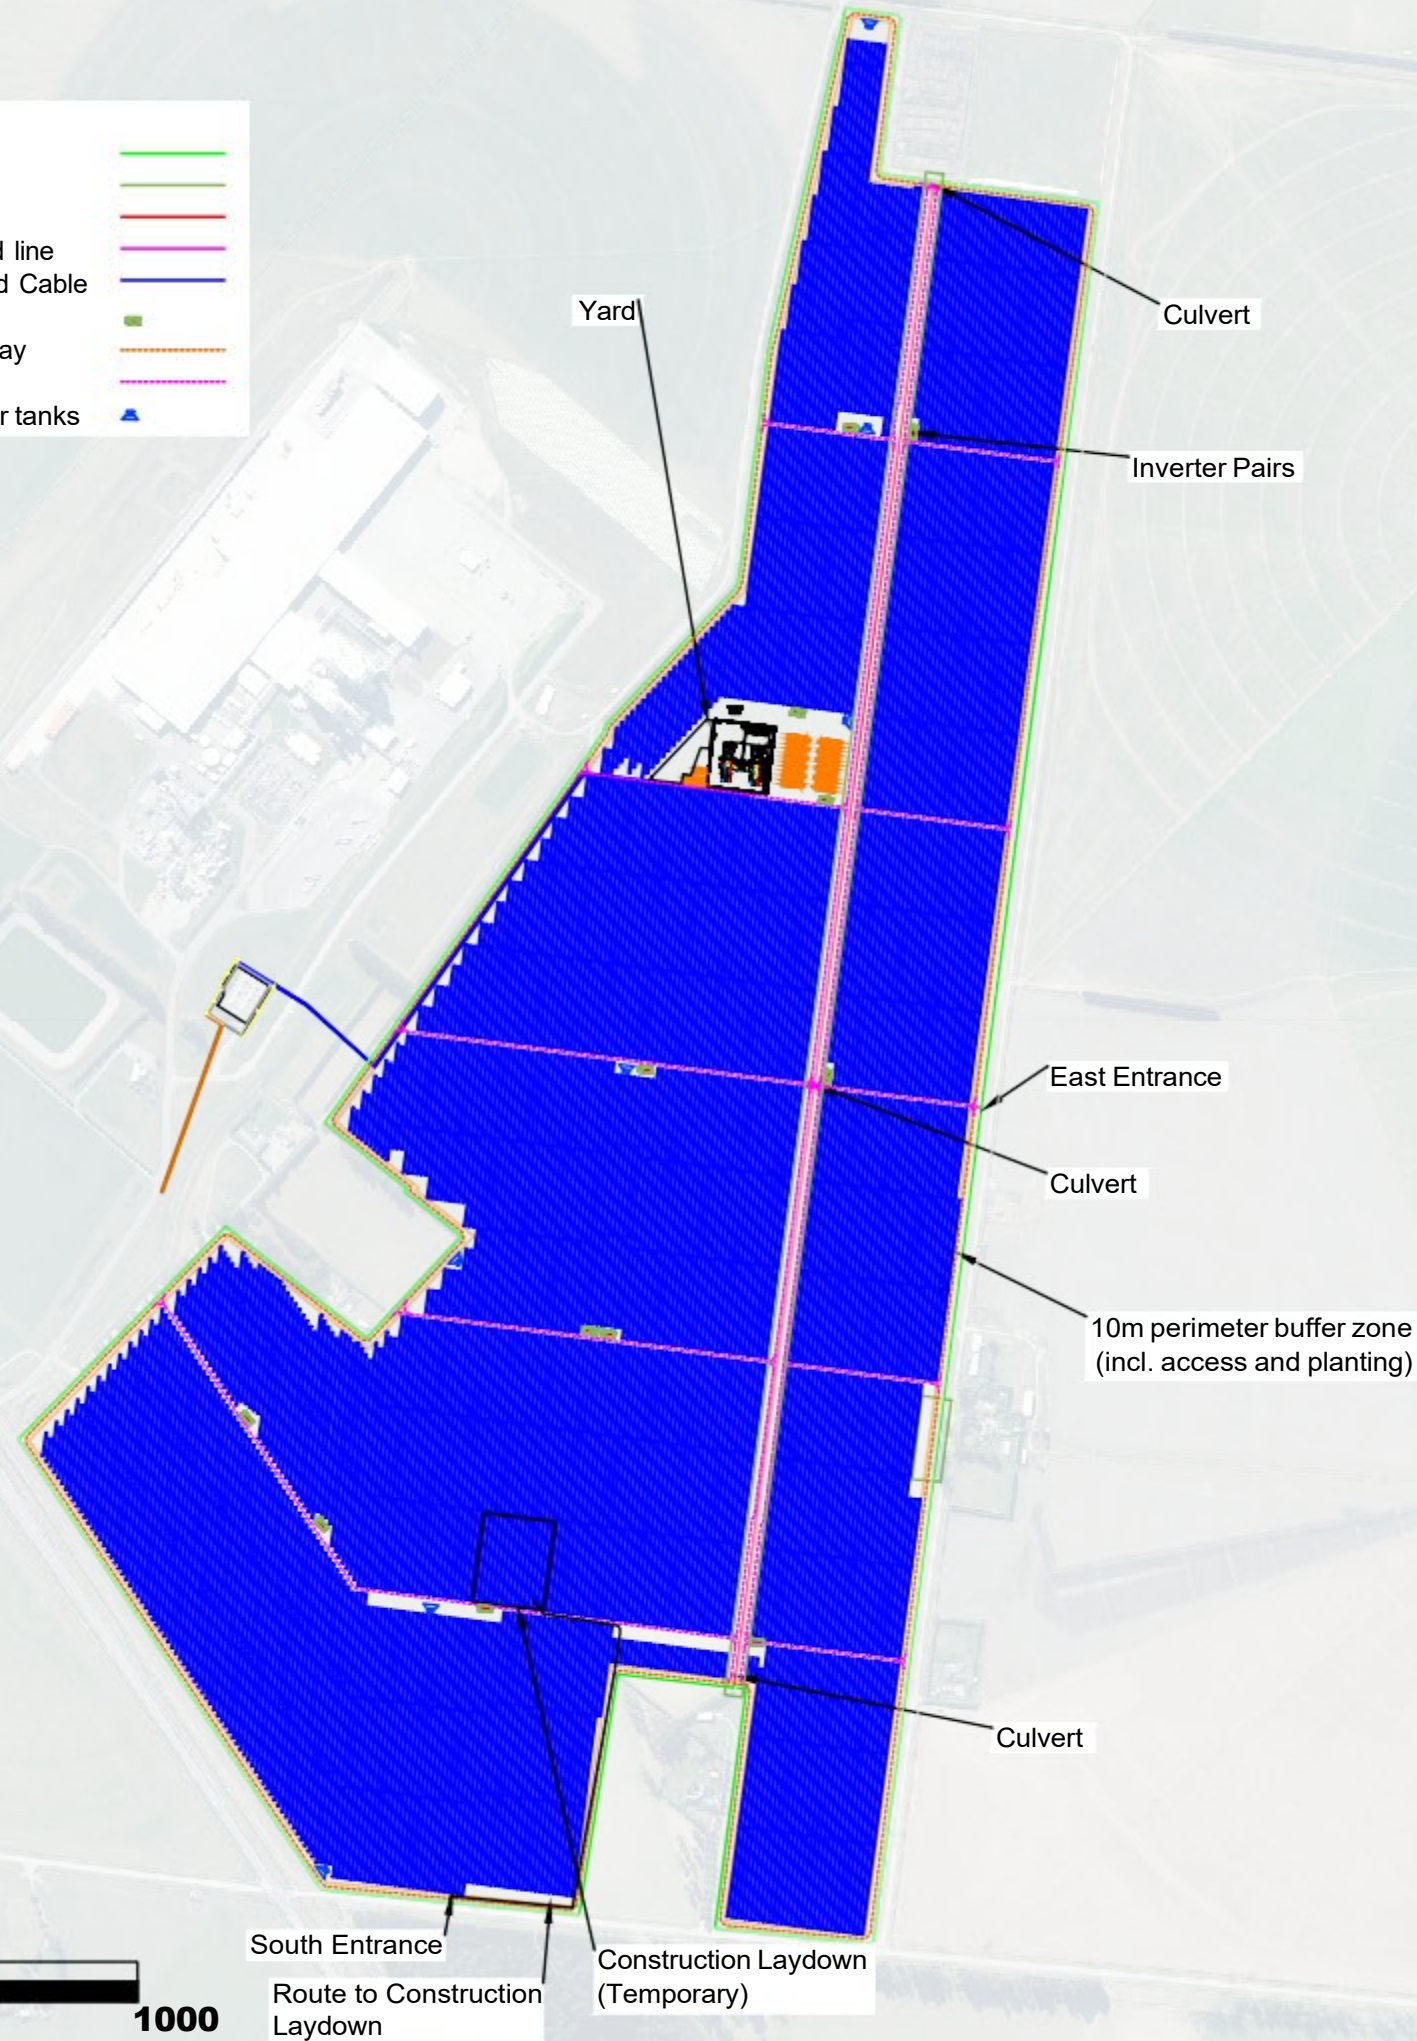 line
Cable
tanks
Yard
Culvert
Inverter Pairs
East Entrance
Culvert
10m perimeter buffer zone
(incl. access and planting)
Culvert
South Entrance
Construction Laydown
(Temporary)
Route to Construction
Laydown
1000